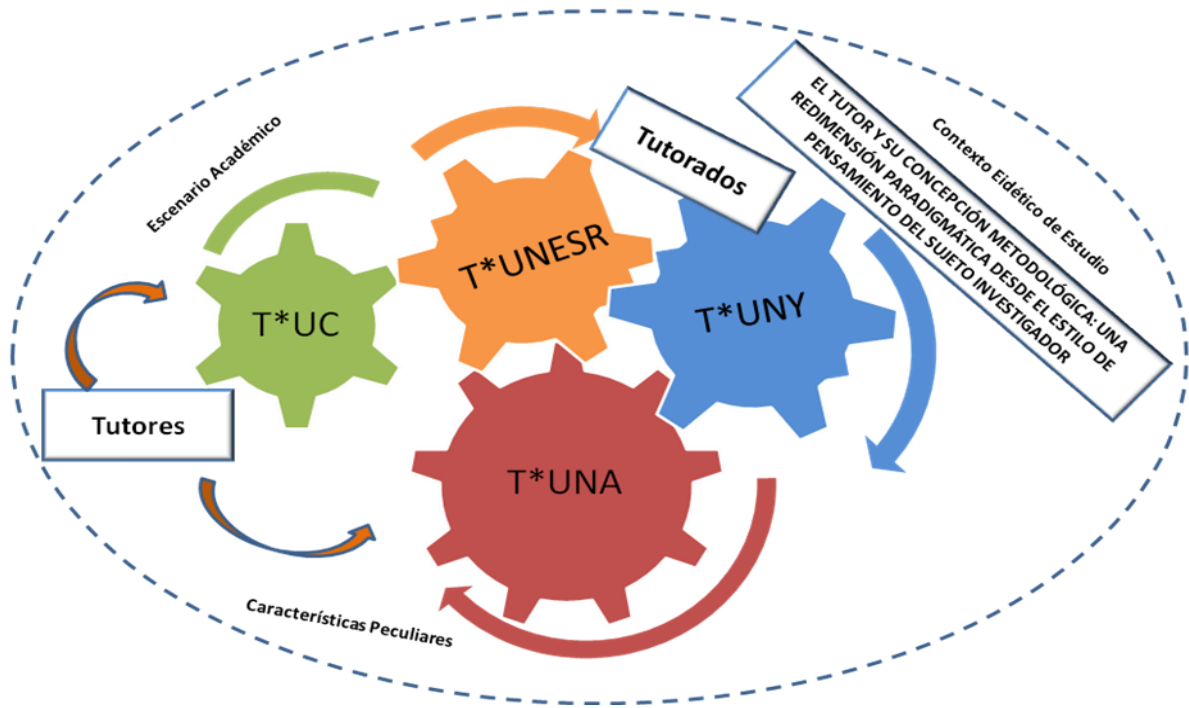 Escenario Académico
Tutorados
EL TUTOR Y SU CONCEPCIÓN METODOLÓGICA: UNA
REDIMENSIÓN PARADIGMÁTICA DESDE EL ESTILO DE
PENSAMIENTO DEL SUJETO INVESTIGADOR
Contexto Eidético de Estudio
T*UNESR
T*UC
T*UNY
Tutores
T*UNA
Características Peculiares